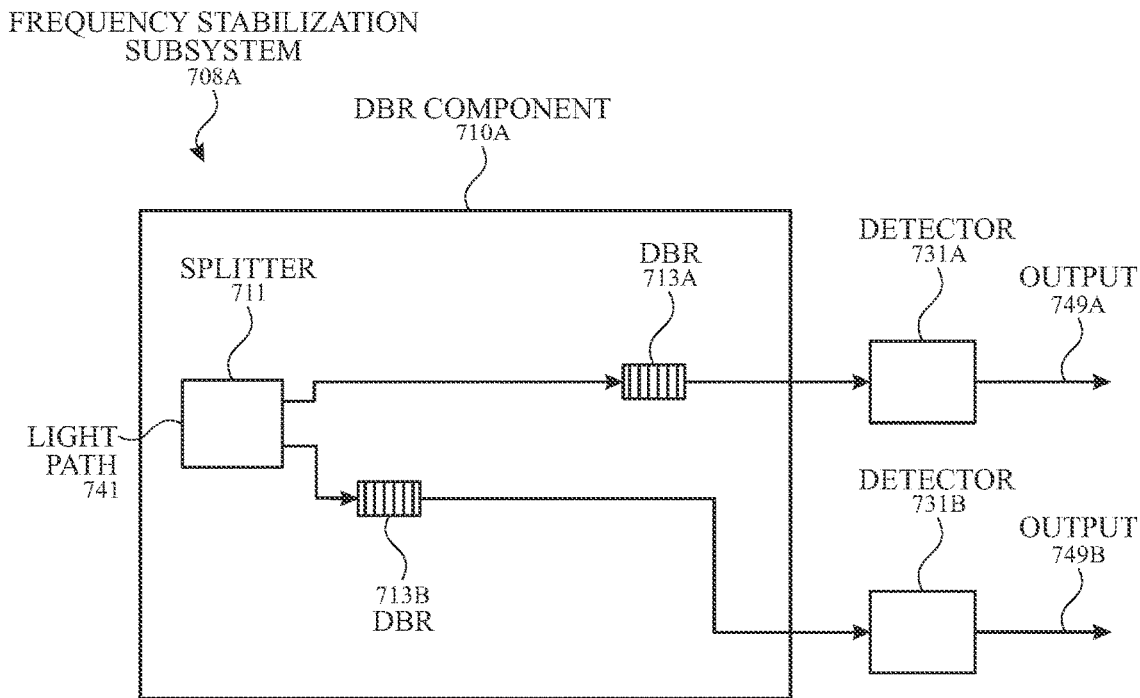 FREQUENCY STABILIZATION
SUBSYSTEM
708A
DBR COMPONENT
710A
SPLITTER
711
DBR
713A
DETECTOR
731A
OUTPUT
749A
LIGHT
PATH
741
713B
DBR
DETECTOR
731B
OUTPUT
749B